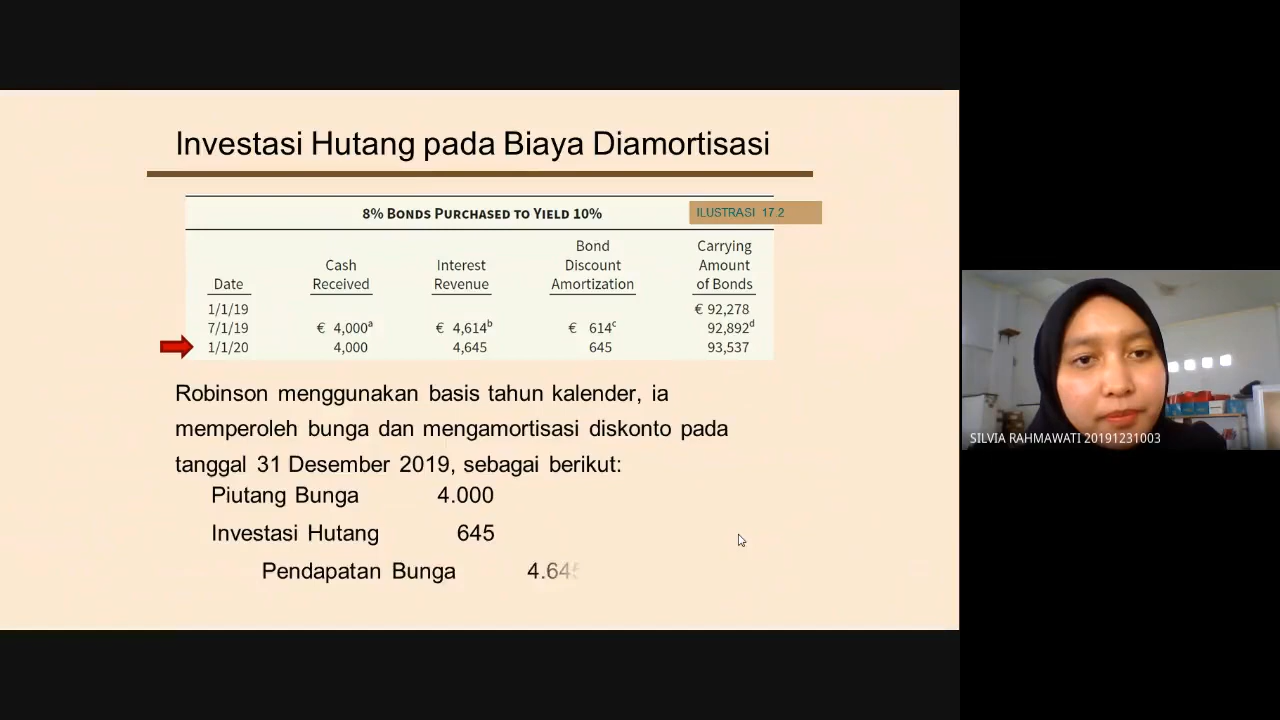 Investasi Hutang pada Biaya Diamortisasi
8% BONDS PURCHASED TO YIELD 10%
ILUSTRASI 17.2
Date Cash Received Interest Revenue Bond Discount Amortization Carrying Amount of Bonds
1/1/19 € 92,278
7/1/19 € 4,000a € 4,614b € 614c 92,892d
1/1/20 4,000 4,645 645 93,537
Robinson menggunakan basis tahun kalender, ia
memperoleh bunga dan mengamortisasi diskonto pada
tanggal 31 Desember 2019, sebagai berikut:
Piutang Bunga 4.000
Investasi Hutang 645
Pendapatan Bunga 4.645
SILVIA RAHMAWATI 20191231003